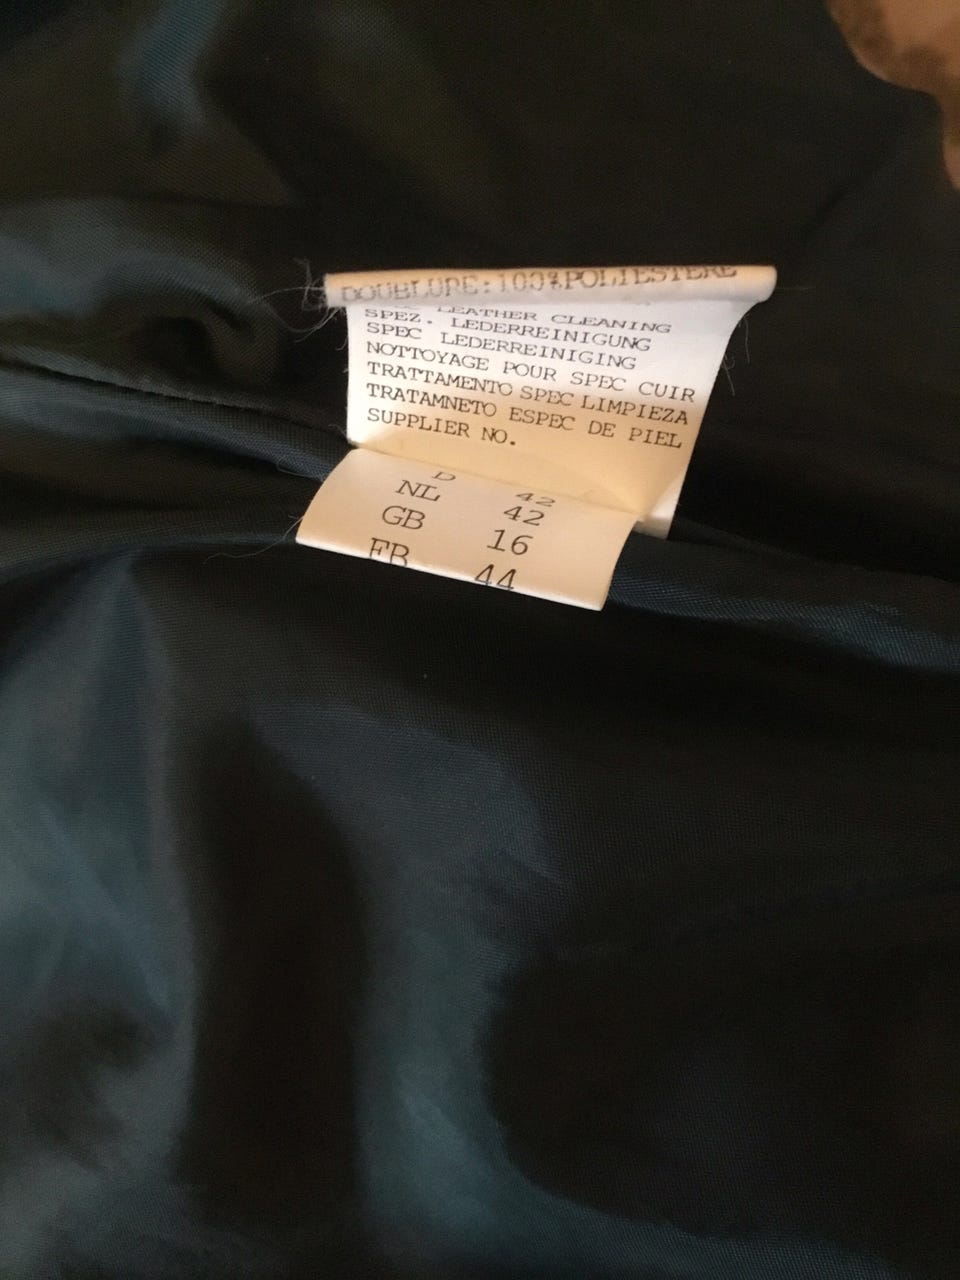 DOUBLURE:100%POLIESTERE
LEATHER CLEANING
SPEZ. LEDERREINIGUNG
SPEC LEDERREINIGING
NOTTOYAGE POUR SPEC CUIR
TRATTAMENTO SPEC LIMPIEZA
TRATAMNETO ESPEC DE PIEL
SUPPLIER NO.
D 42
NL 42
GB 16
FR 44